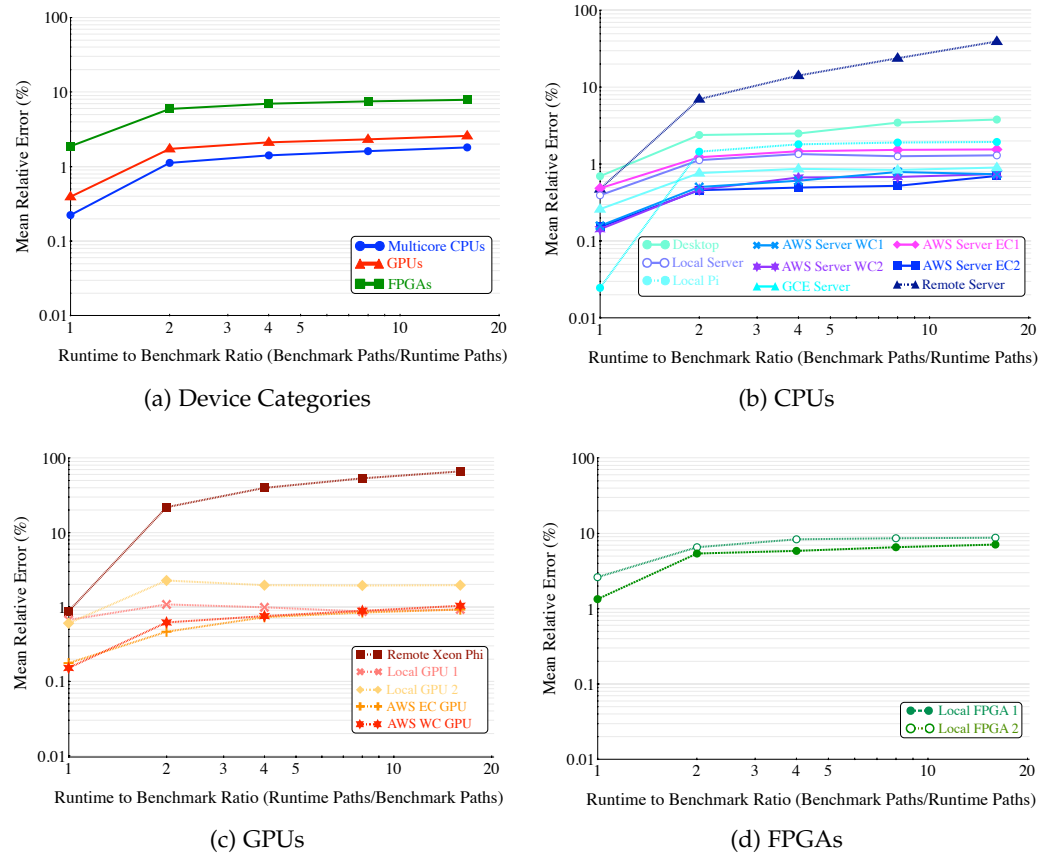 100
10
1
0.1
0.01
Mean Relative Error (%)
Multicore CPUs
GPUs
FPGAs
1 2 3 4 5 10 20
Runtime to Benchmark Ratio (Benchmark Paths/Runtime Paths)
(a) Device Categories
100
10
1
0.1
0.01
Mean Relative Error (%)
Desktop AWS Server WC1 AWS Server EC1
Local Server AWS Server WC2 AWS Server EC2
Local Pi GCE Server Remote Server
1 2 3 4 5 10 20
Runtime to Benchmark Ratio (Benchmark Paths/Runtime Paths)
(b) CPUs
100
10
1
0.1
0.01
Mean Relative Error (%)
Remote Xeon Phi
Local GPU 1
Local GPU 2
AWS EC GPU
AWS WC GPU
1 2 3 4 5 10 20
Runtime to Benchmark Ratio (Runtime Paths/Benchmark Paths)
(c) GPUs
100
10
1
0.1
0.01
Mean Relative Error (%)
Local FPGA 1
Local FPGA 2
1 2 3 4 5 10 20
Runtime to Benchmark Ratio (Benchmark Paths/Runtime Paths)
(d) FPGAs